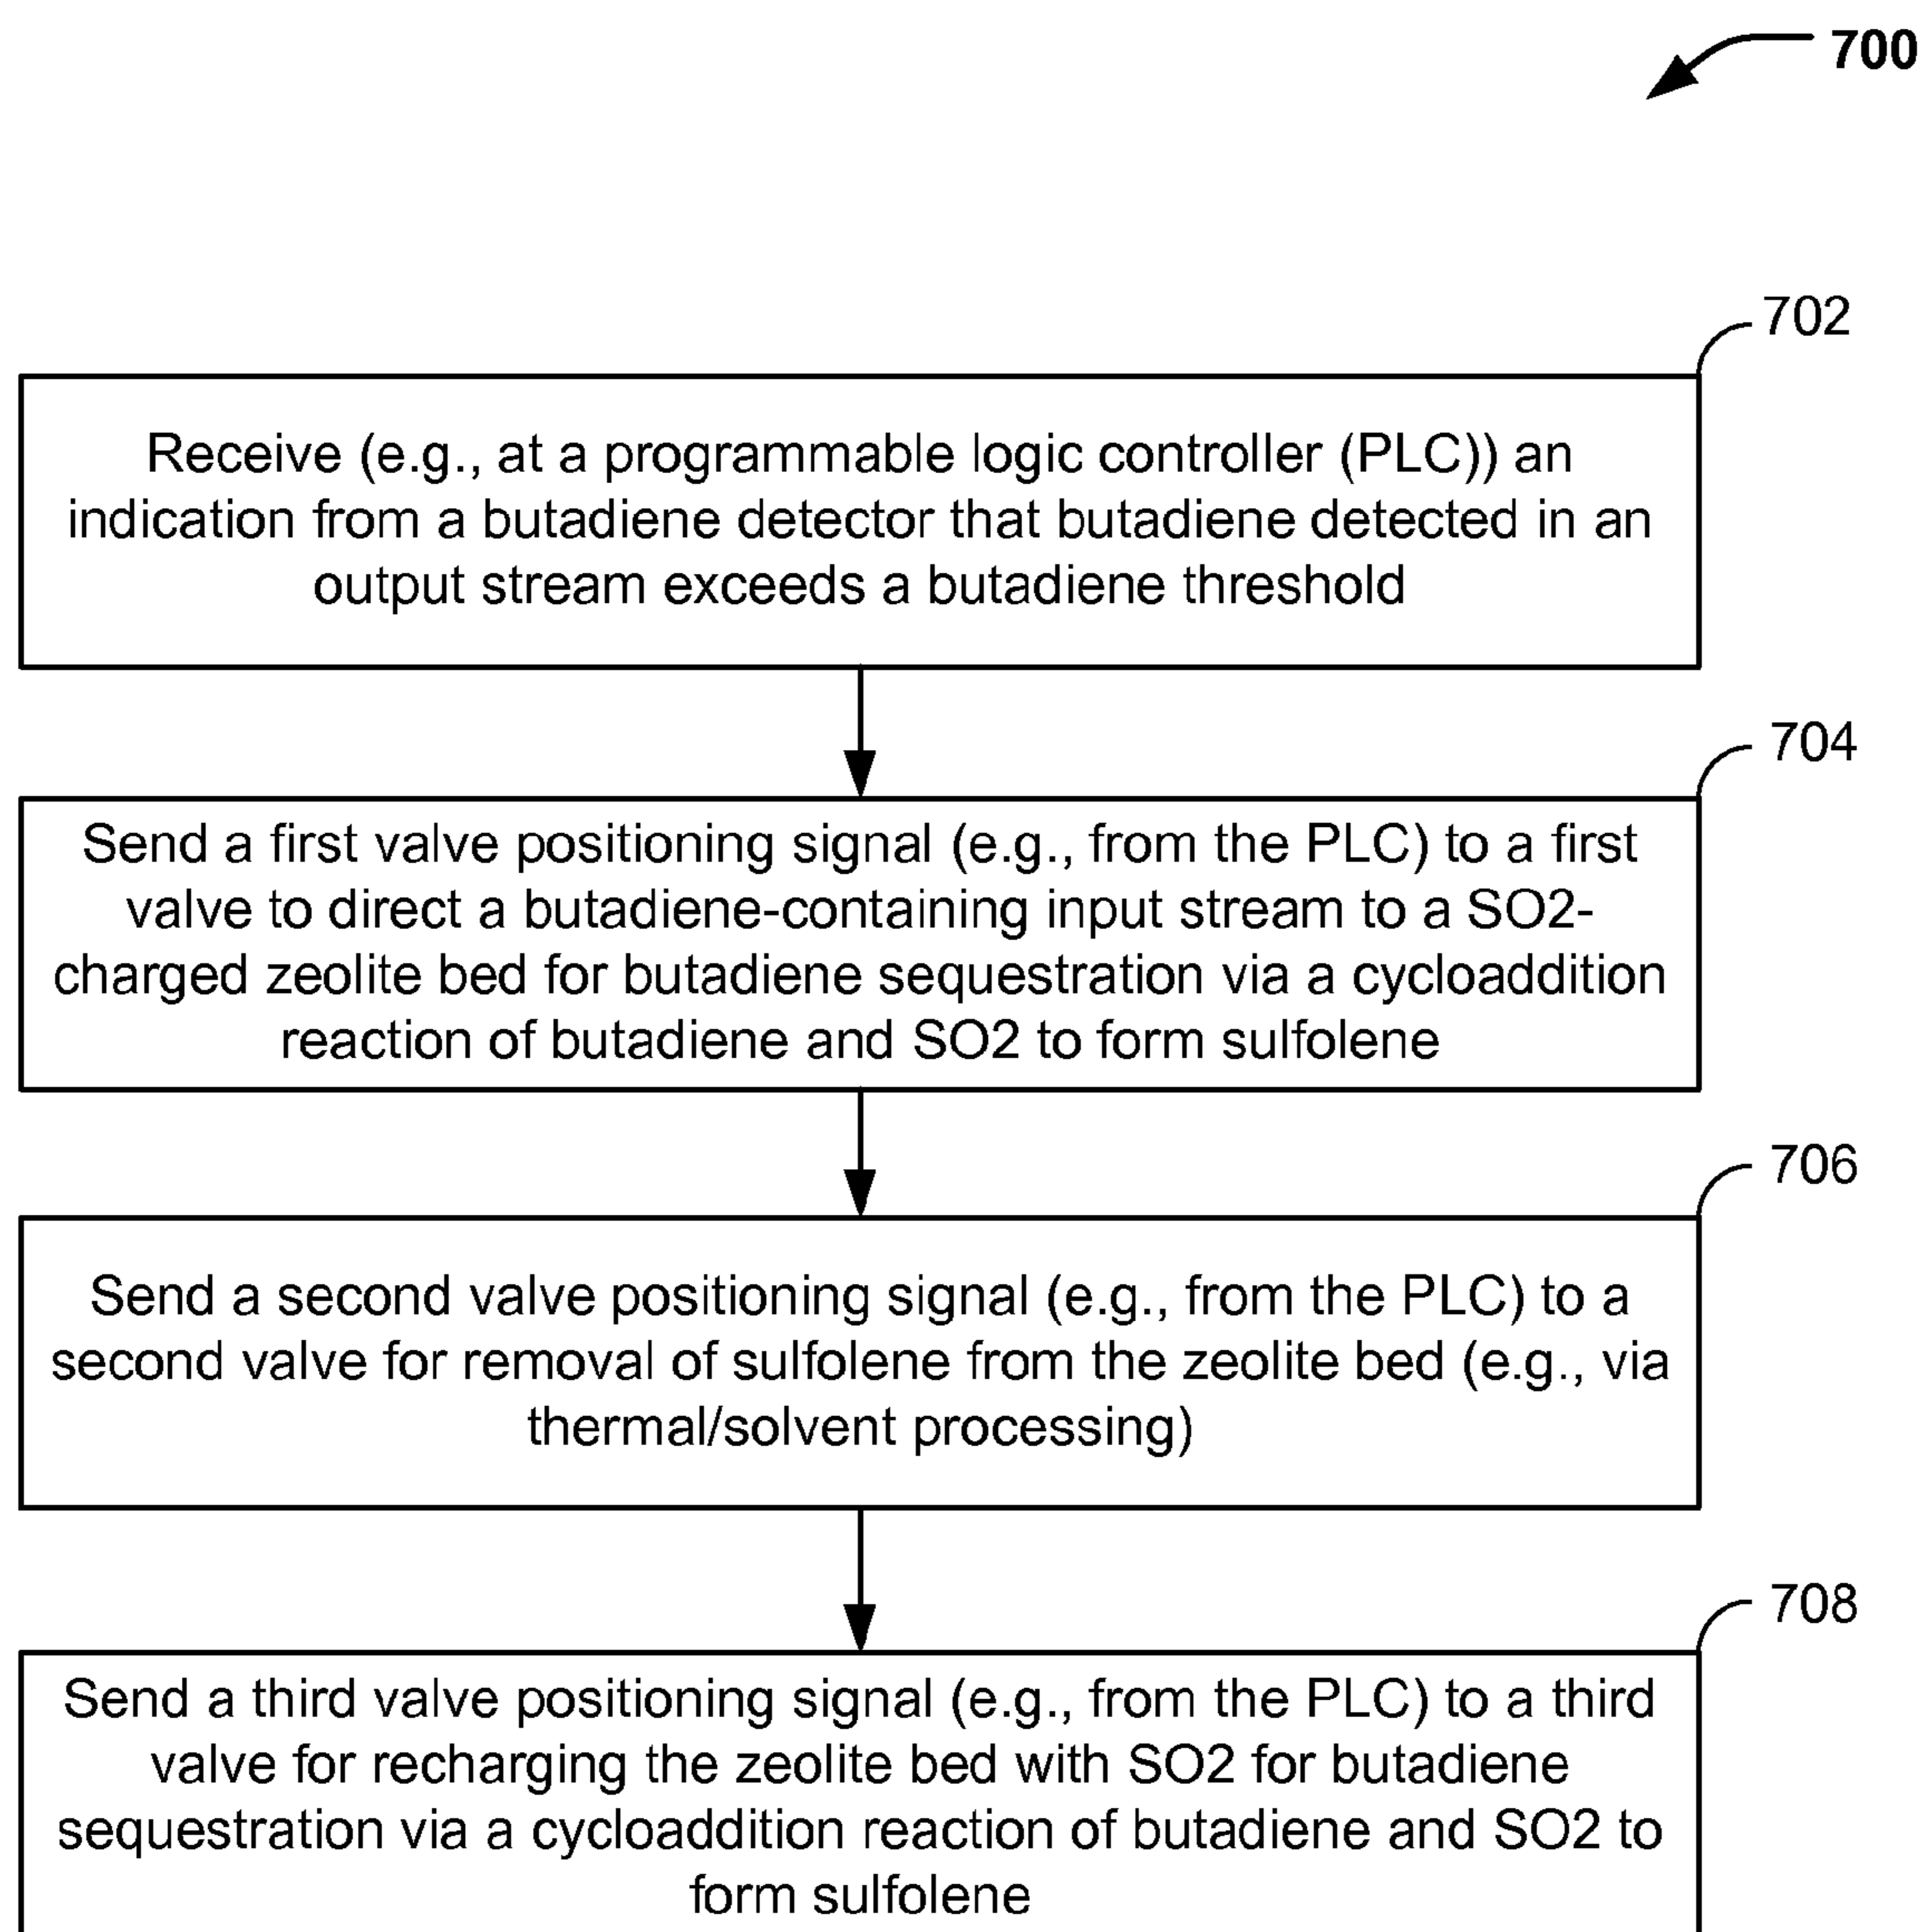 700
702
Receive (e.g., at a programmable logic controller (PLC)) an
indication from a butadiene detector that butadiene detected in an
output stream exceeds a butadiene threshold
704
Send a first valve positioning signal (e.g., from the PLC) to a first
valve to direct a butadiene-containing input stream to a SO2-
charged zeolite bed for butadiene sequestration via a cycloaddition
reaction of butadiene and SO2 to form sulfolene
706
Send a second valve positioning signal (e.g., from the PLC) to a
second valve for removal of sulfolene from the zeolite bed (e.g., via
thermal/solvent processing)
708
Send a third valve positioning signal (e.g., from the PLC) to a third
valve for recharging the zeolite bed with SO2 for butadiene
sequestration via a cycloaddition reaction of butadiene and SO2 to
form sulfolene